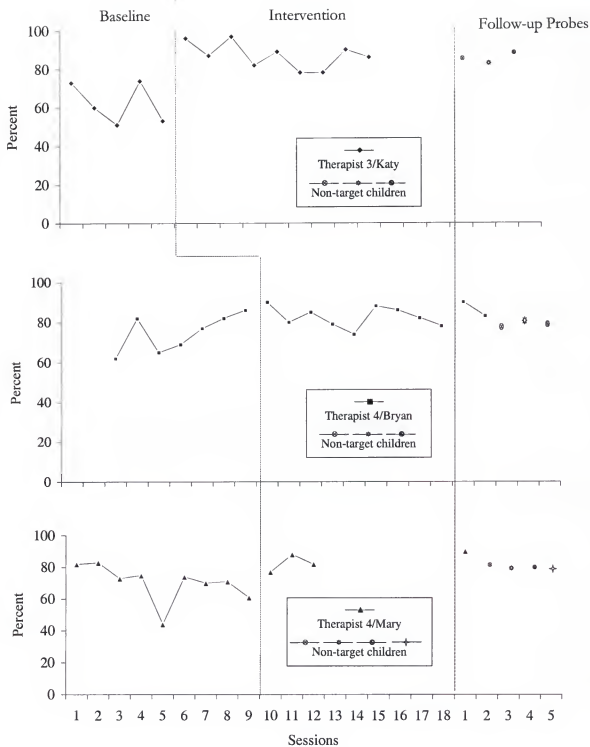 Baseline Intervention Follow-up Probes
100
80
60
40
20
0
Percent
Therapist 3/Katy
Non-target children
100
80
60
40
20
0
Percent
Therapist 4/Bryan
Non-target children
100
80
60
40
20
0
Percent
Therapist 4/Mary
Non-target children
1 2 3 4 5 6 7 8 9 10 11 12 13 14 15 16 17 18 1 2 3 4 5
Sessions